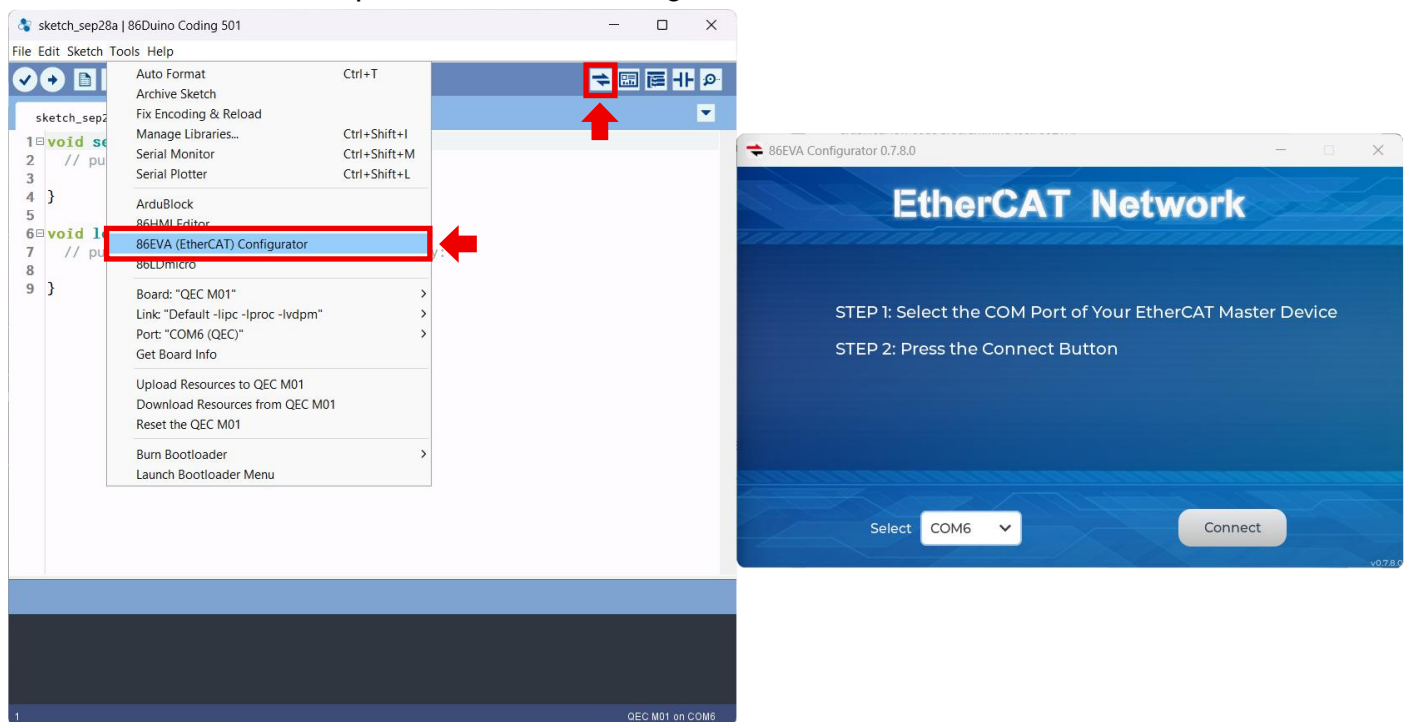 sketch_sep28a | 86Duino Coding 501
File Edit Sketch Tools Help
Auto Format Ctrl+T
Archive Sketch
Fix Encoding & Reload
Manage Libraries... Ctrl+Shift+I
Serial Monitor Ctrl+Shift+M
Serial Plotter Ctrl+Shift+L
ArduBlock
86HMI Editor
86EVA (EtherCAT) Configurator
86LDmicro
Board: "QEC M01"
Link: "Default -lipc -lproc -lvdpm"
Port: "COM6 (QEC)"
Get Board Info
Upload Resources to QEC M01
Download Resources from QEC M01
Reset the QEC M01
Burn Bootloader
Launch Bootloader Menu
sketch_sep2
1 void se
2 // pu
3
4 }
5
6 void lo
7 // pu y:
8
9 }
1 QEC M01 on COM6
86EVA Configurator 0.7.8.0
EtherCAT Network
STEP 1: Select the COM Port of Your EtherCAT Master Device
STEP 2: Press the Connect Button
Select COM6 Connect
v0.7.8.0